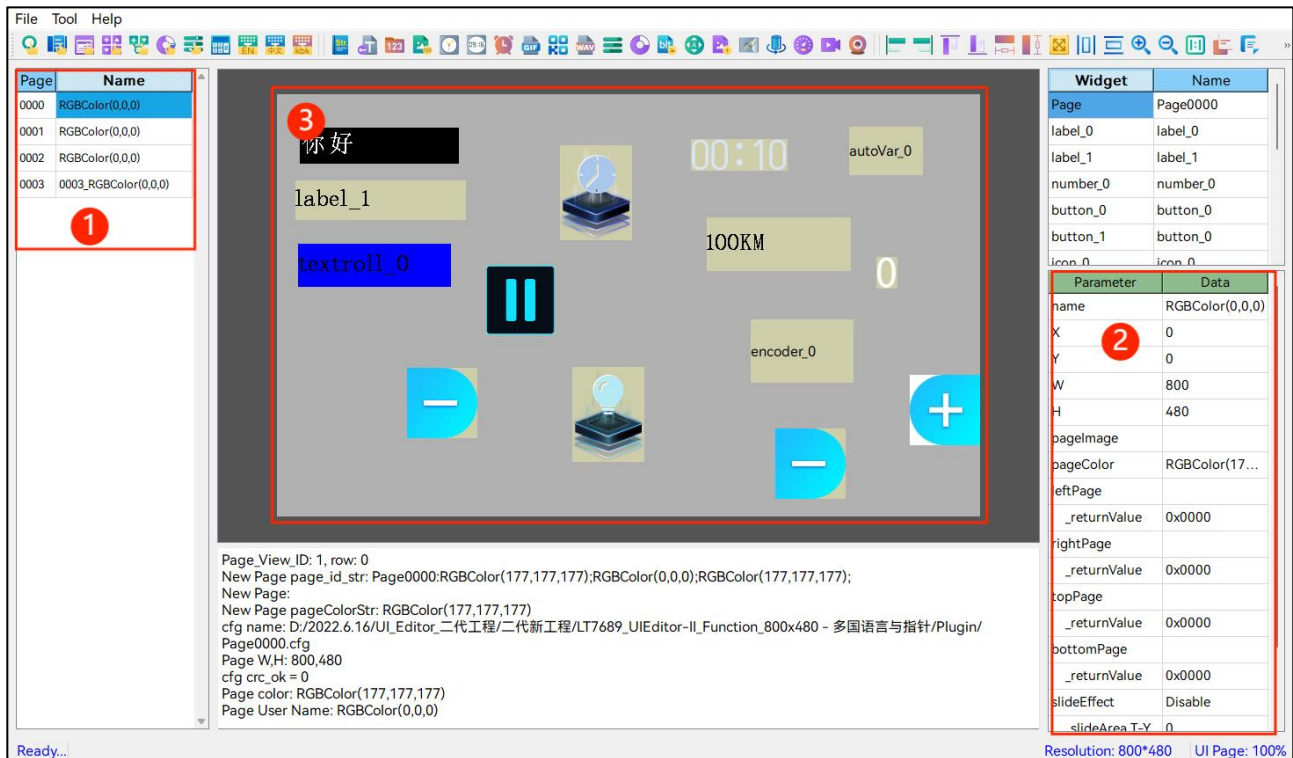 File Tool Help
Page Name
0000 RGBColor(0,0,0)
0001 RGBColor(0,0,0)
0002 RGBColor(0,0,0)
0003 0003_RGBColor(0,0,0)
1
3
你好
label_1
textroll_0
00:10
autoVar_0
100KM
0
encoder_0
Page_View_ID: 1, row: 0
New Page page_id_str: Page0000:RGBColor(177,177,177);RGBColor(0,0,0);RGBColor(177,177,177);
New Page:
New Page pageColorStr: RGBColor(177,177,177)
cfg name: D:/2022.6.16/UI_Editor_二代工程/二代新工程/LT7689_UIEditor-II_Function_800x480 - 多国语言与指针/Plugin/
Page0000.cfg
Page W,H: 800,480
cfg crc_ok = 0
Page color: RGBColor(177,177,177)
Page User Name: RGBColor(0,0,0)
Widget Name
Page Page0000
label_0 label_0
label_1 label_1
number_0 number_0
button_0 button_0
button_1 button_0
icon_0 icon_0
Parameter Data
name RGBColor(0,0,0)
2
X 0
Y 0
W 800
H 480
pageImage
pageColor RGBColor(17...
leftPage
_returnValue 0x0000
rightPage
_returnValue 0x0000
topPage
_returnValue 0x0000
bottomPage
_returnValue 0x0000
slideEffect Disable
slideArea T-Y 0
Ready...
Resolution: 800*480 UI Page: 100%